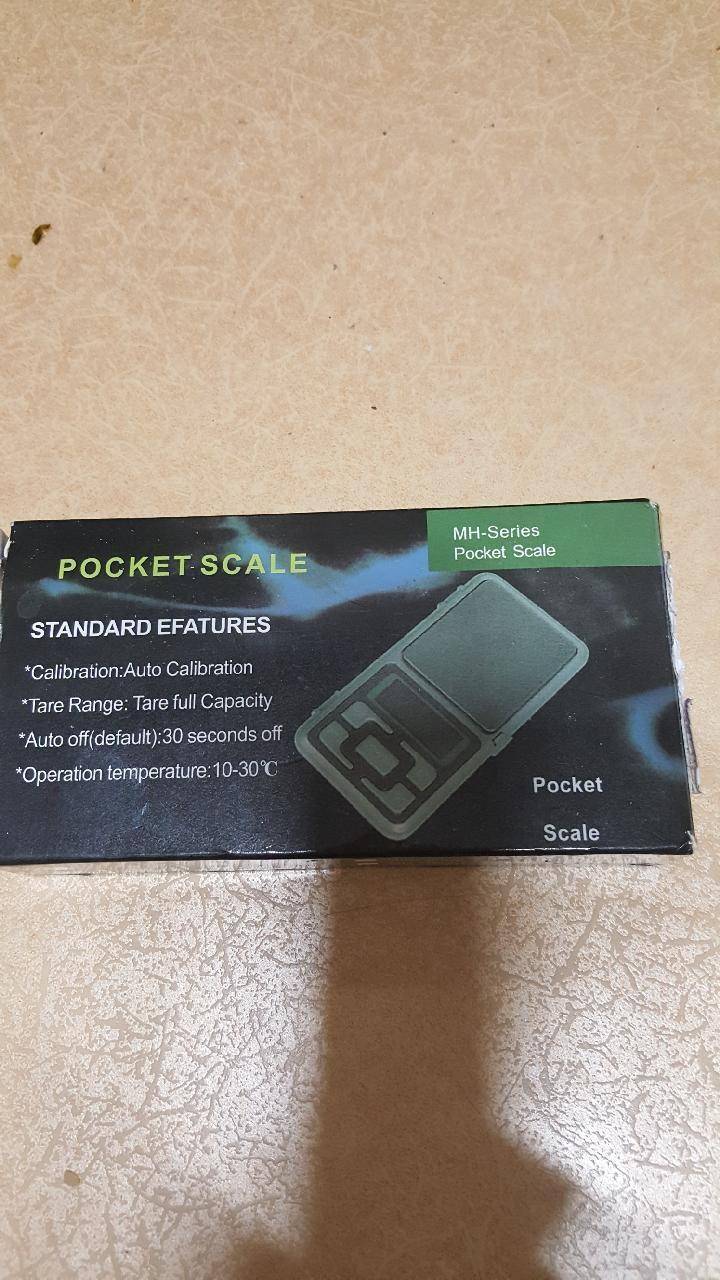 MH-Series
Pocket Scale
POCKET SCALE
STANDARD EFATURES
*Calibration:Auto Calibration
*Tare Range: Tare full Capacity
*Auto off(default):30 seconds off
*Operation temperature:10-30℃
Pocket
Scale